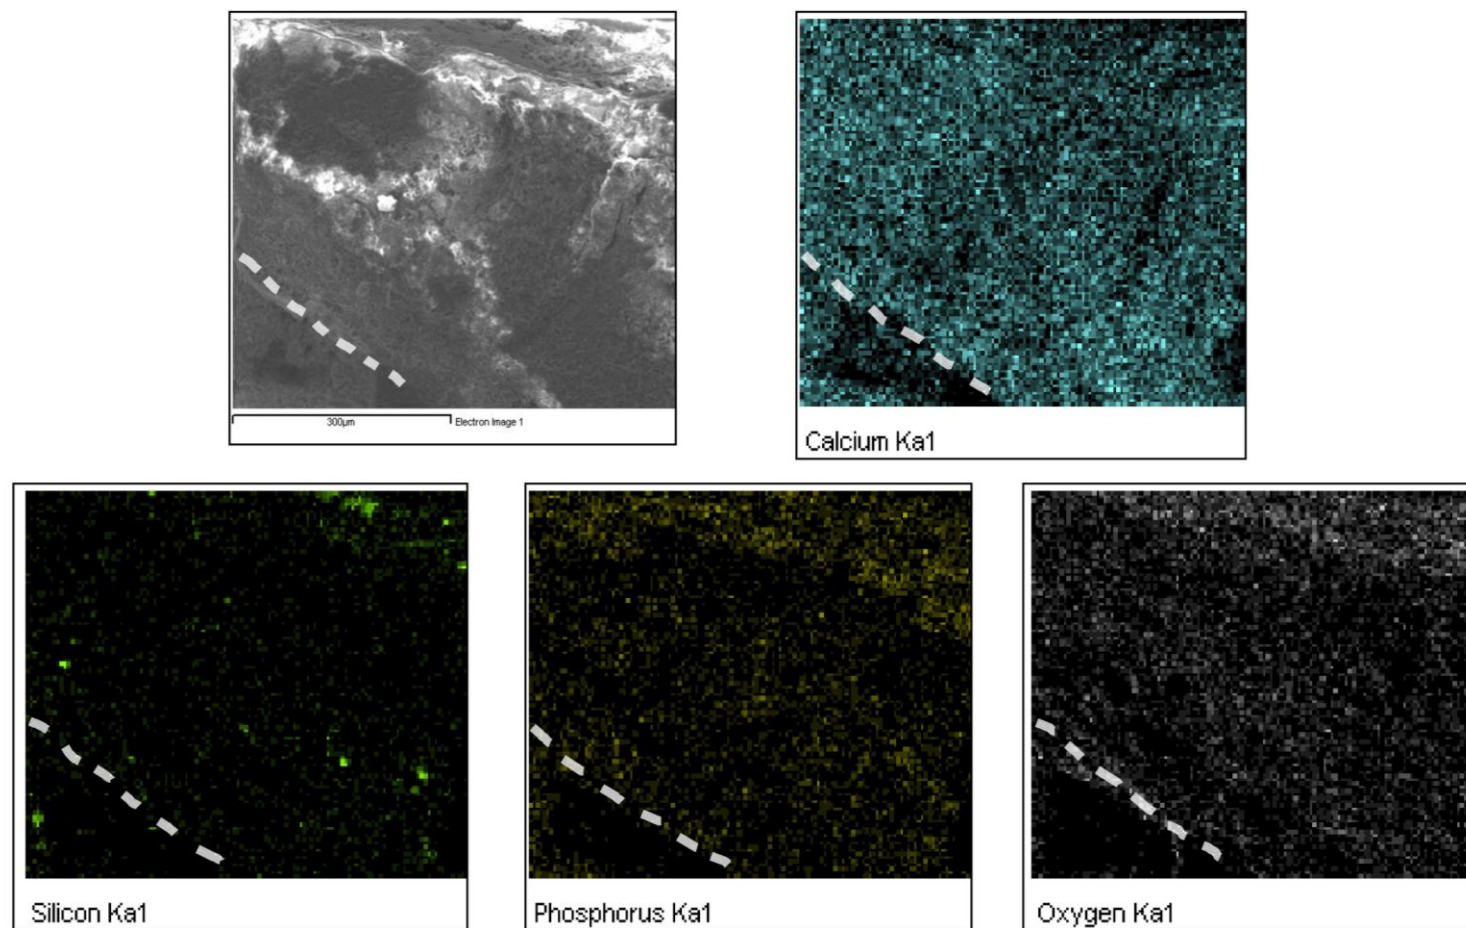 300µm Electron Image 1
Calcium Ka1
Silicon Ka1
Phosphorus Ka1
Oxygen Ka1